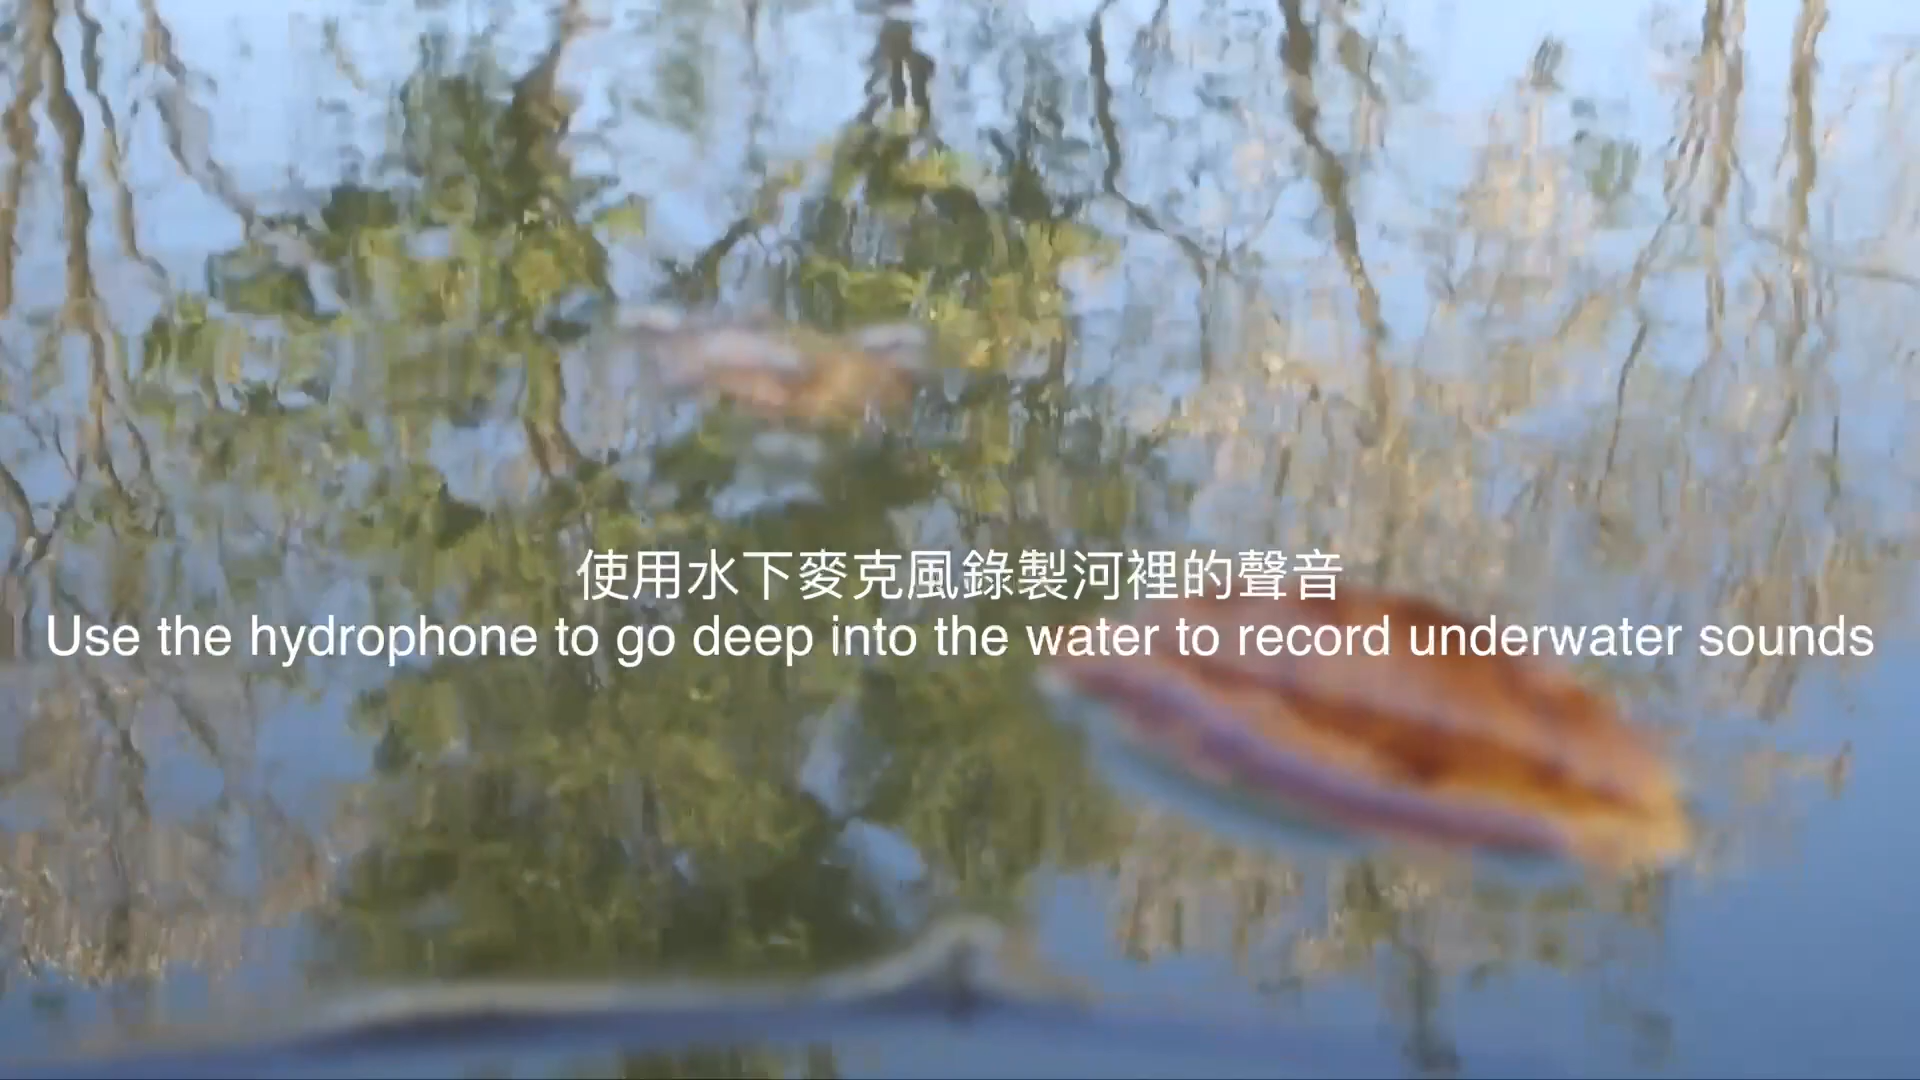 使用水下麥克風錄製河裡的聲音
Use the hydrophone to go deep into the water to record underwater sounds